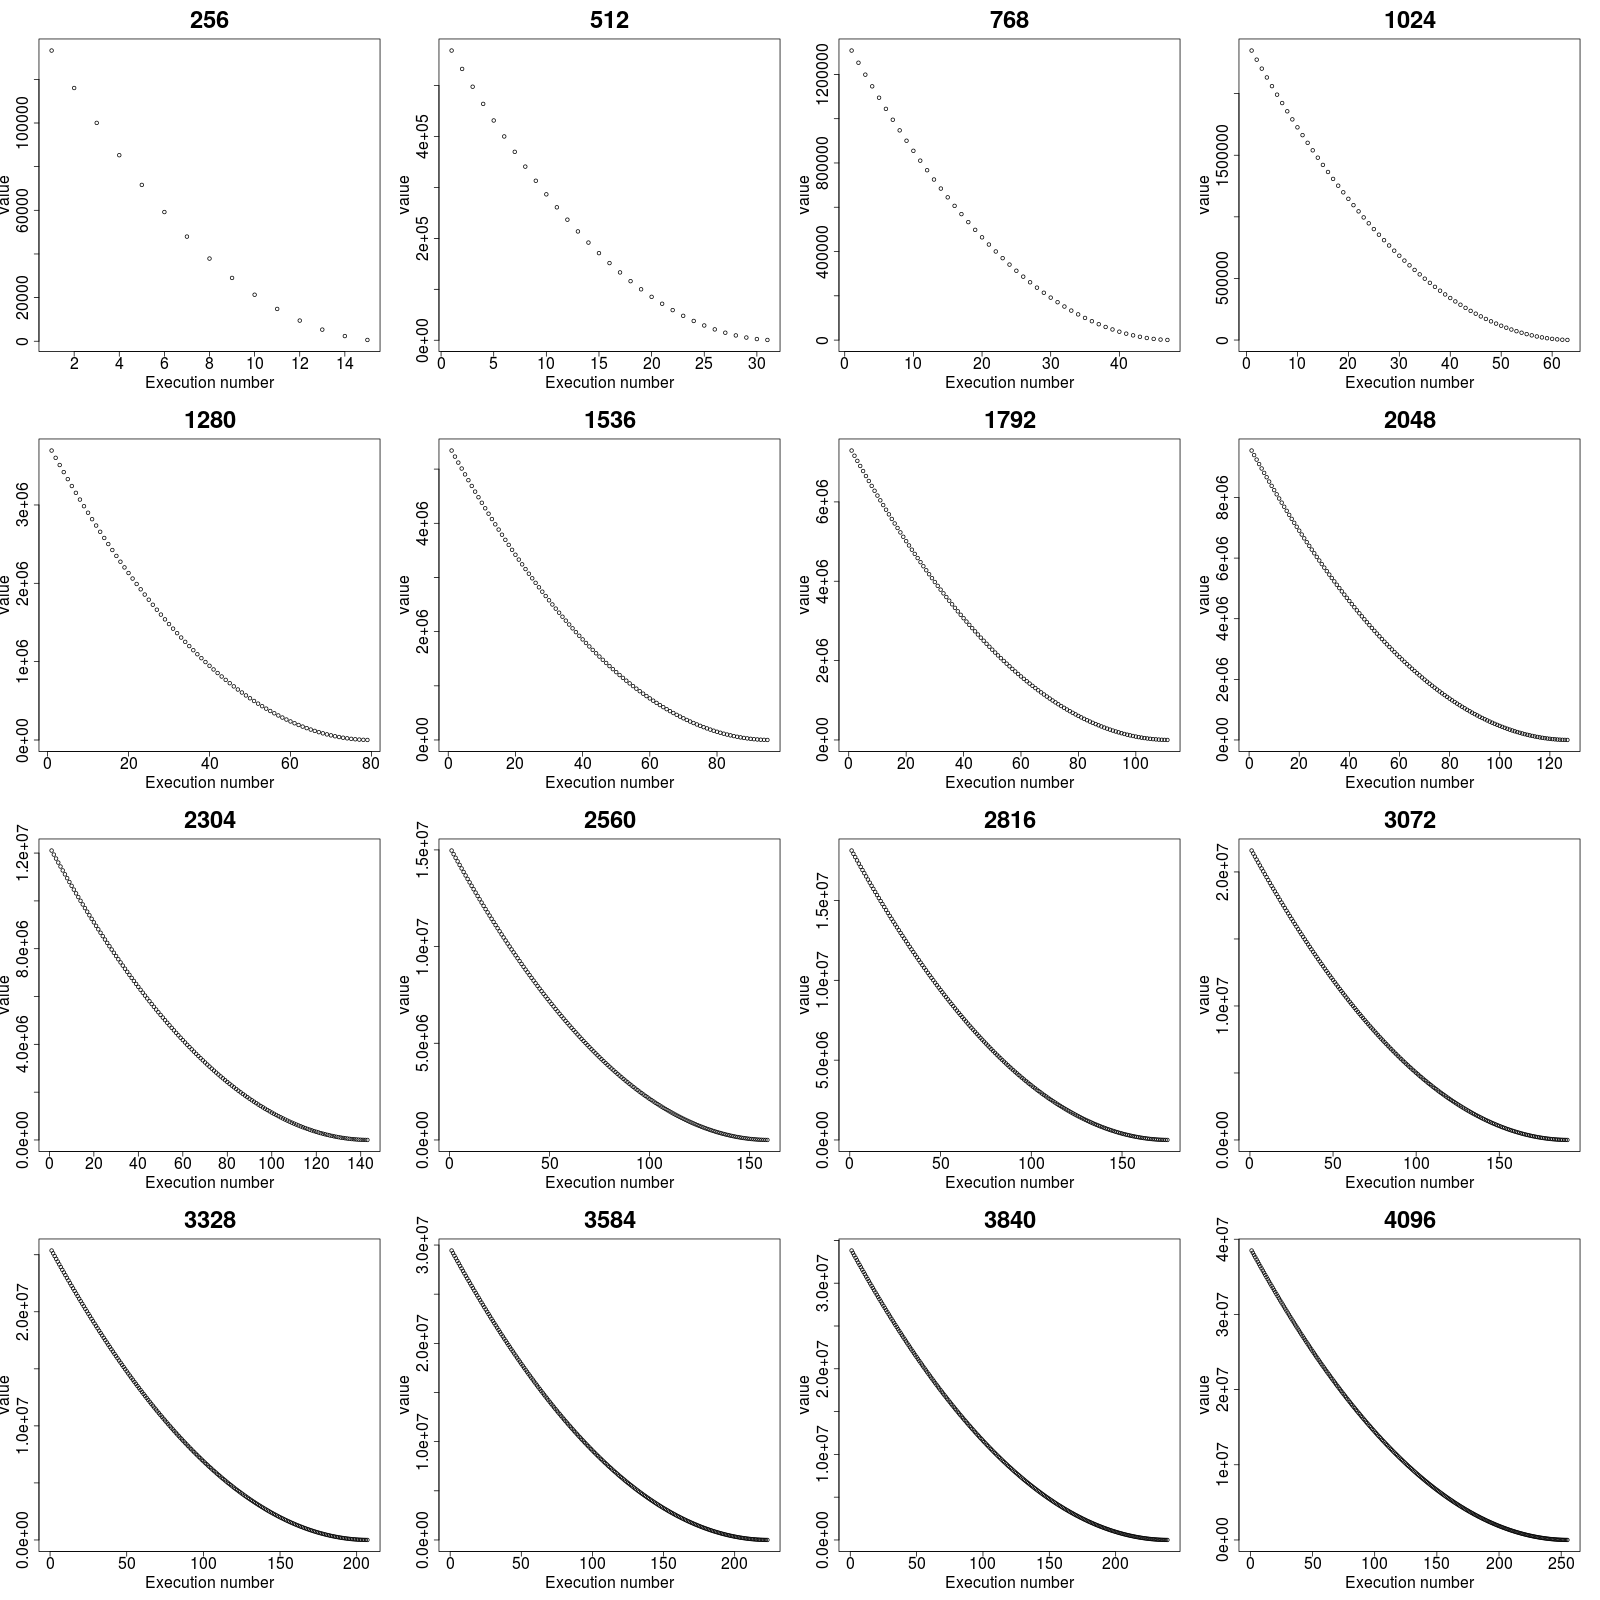 256
value
0
20000
60000
100000
2 4 6 8 10 12 14
Execution number
512
value
0e+00
2e+05
4e+05
0 5 10 15 20 25 30
Execution number
768
value
0
400000
800000
1200000
0 10 20 30 40
Execution number
1024
value
0
500000
1500000
0 10 20 30 40 50 60
Execution number
1280
value
0e+00
1e+06
2e+06
3e+06
0 20 40 60 80
Execution number
1536
value
0e+00
2e+06
4e+06
0 20 40 60 80
Execution number
1792
value
0e+00
2e+06
4e+06
6e+06
0 20 40 60 80 100
Execution number
2048
value
0e+00
2e+06
4e+06
6e+06
8e+06
0 20 40 60 80 100 120
Execution number
2304
value
0.0e+00
4.0e+06
8.0e+06
1.2e+07
0 20 40 60 80 100 120 140
Execution number
2560
value
0.0e+00
5.0e+06
1.0e+07
1.5e+07
0 50 100 150
Execution number
2816
value
0.0e+00
5.0e+06
1.0e+07
1.5e+07
0 50 100 150
Execution number
3072
value
0.0e+00
1.0e+07
2.0e+07
0 50 100 150
Execution number
3328
value
0.0e+00
1.0e+07
2.0e+07
0 50 100 150 200
Execution number
3584
value
0.0e+00
1.0e+07
2.0e+07
3.0e+07
0 50 100 150 200
Execution number
3840
value
0.0e+00
1.0e+07
2.0e+07
3.0e+07
0 50 100 150 200
Execution number
4096
value
0e+00
1e+07
2e+07
3e+07
4e+07
0 50 100 150 200 250
Execution number